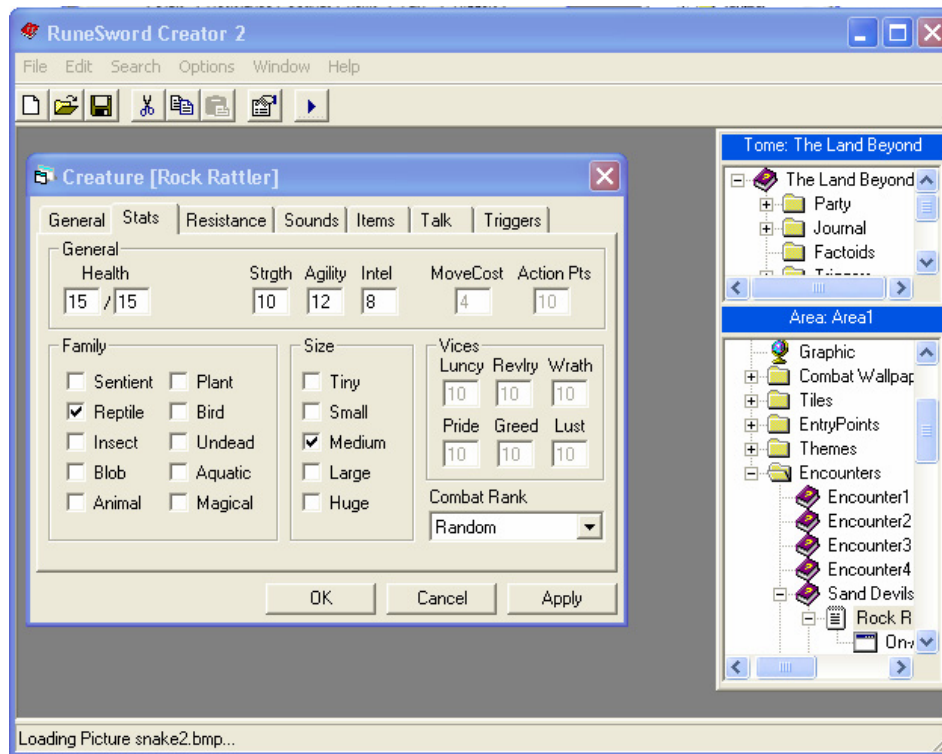 RuneSword Creator 2
File Edit Search Options Window Help
Tome: The Land Beyond
The Land Beyond
Party
Journal
Factoids
Creature [Rock Rattler]
General Stats Resistance Sounds Items Talk Triggers
General
Health Strgth Agility Intel MoveCost Action Pts
15 / 15 10 12 8 4 10
Family
Sentient Plant
Reptile Bird
Insect Undead
Blob Aquatic
Animal Magical
Size
Tiny
Small
Medium
Large
Huge
Vices
Luncy Revlry Wrath
10 10 10
Pride Greed Lust
10 10 10
Combat Rank
Random
OK Cancel Apply
Area: Area1
Graphic
Combat Wallpap
Tiles
EntryPoints
Themes
Encounters
Encounter1
Encounter2
Encounter3
Encounter4
Sand Devils
Rock R
On-
Loading Picture snake2.bmp...